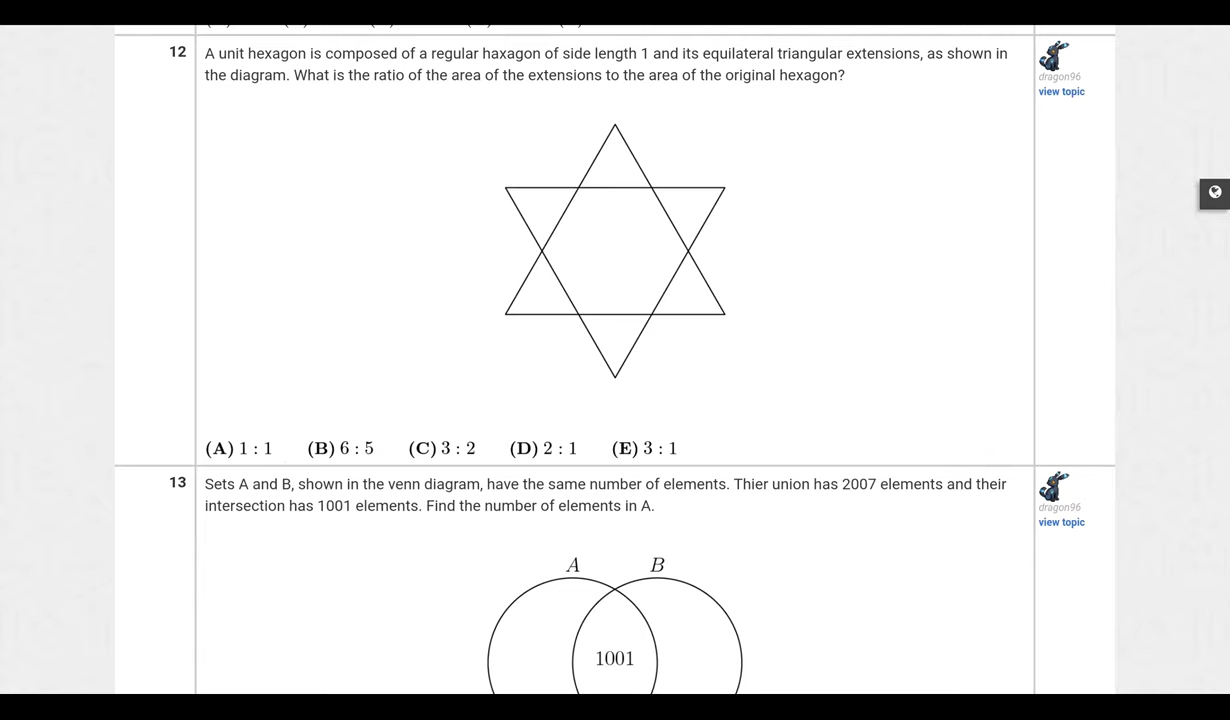 12 A unit hexagon is composed of a regular haxagon of side length 1 and its equilateral triangular extensions, as shown in
the diagram. What is the ratio of the area of the extensions to the area of the original hexagon?
dragon96
view topic
(A) 1 : 1 (B) 6 : 5 (C) 3 : 2 (D) 2 : 1 (E) 3 : 1
13 Sets A and B, shown in the venn diagram, have the same number of elements. Thier union has 2007 elements and their
intersection has 1001 elements. Find the number of elements in A.
dragon96
view topic
A B
1001